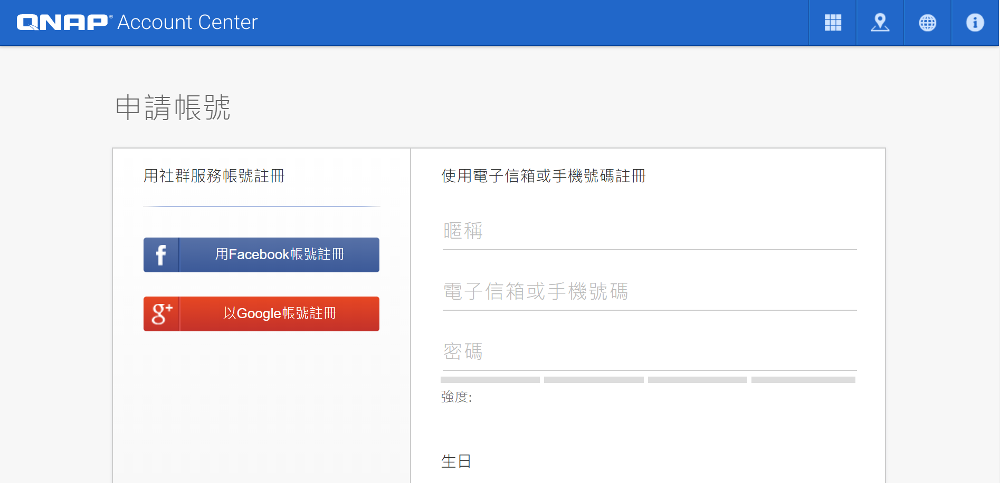 QNAP® Account Center
申請帳號
用社群服務帳號註冊
用Facebook帳號註冊
以Google帳號註冊
使用電子信箱或手機號碼註冊
暱稱
電子信箱或手機號碼
密碼
強度:
生日